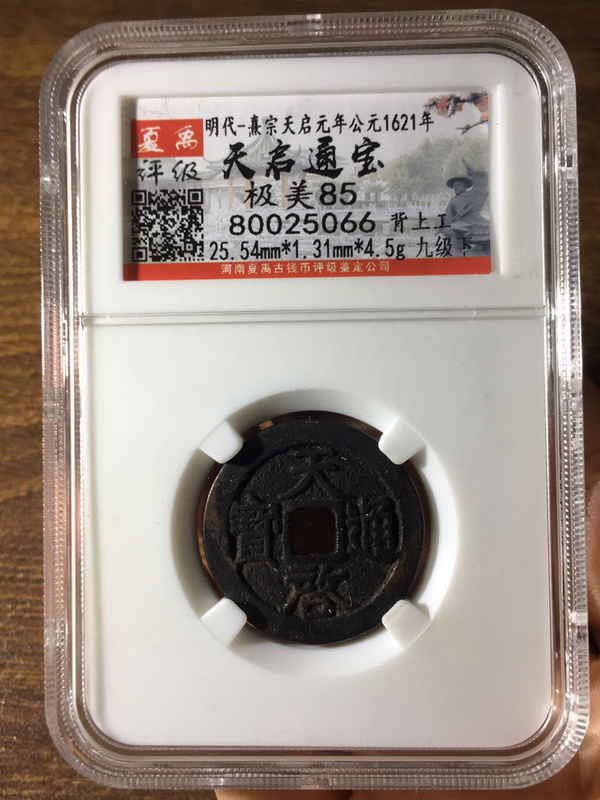 夏禹
评级
明代-熹宗天启元年公元1621年
天启通宝
极美85
80025066 背上工
25.54mm*1.31mm*4.5g 九级下
河南夏禹古钱币评级鉴定公司
天
寶 通
啟